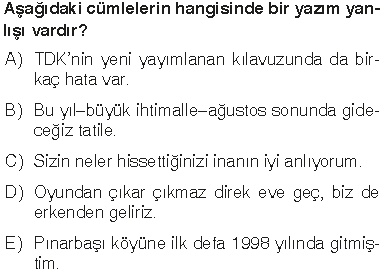 Aşağıdaki cümlelerin hangisinde bir yazım yan-
lışı vardır?
A) TDK'nin yeni yayımlanan kılavuzunda da bir-
kaç hata var.
B) Bu yıl–büyük ihtimalle–ağustos sonunda gide-
ceğiz tatile.
C) Sizin neler hissettiğinizi inanın iyi anlıyorum.
D) Oyundan çıkar çıkmaz direk eve geç, biz de
erkenden geliriz.
E) Pınarbaşı köyüne ilk defa 1998 yılında gitmiş-
tim.